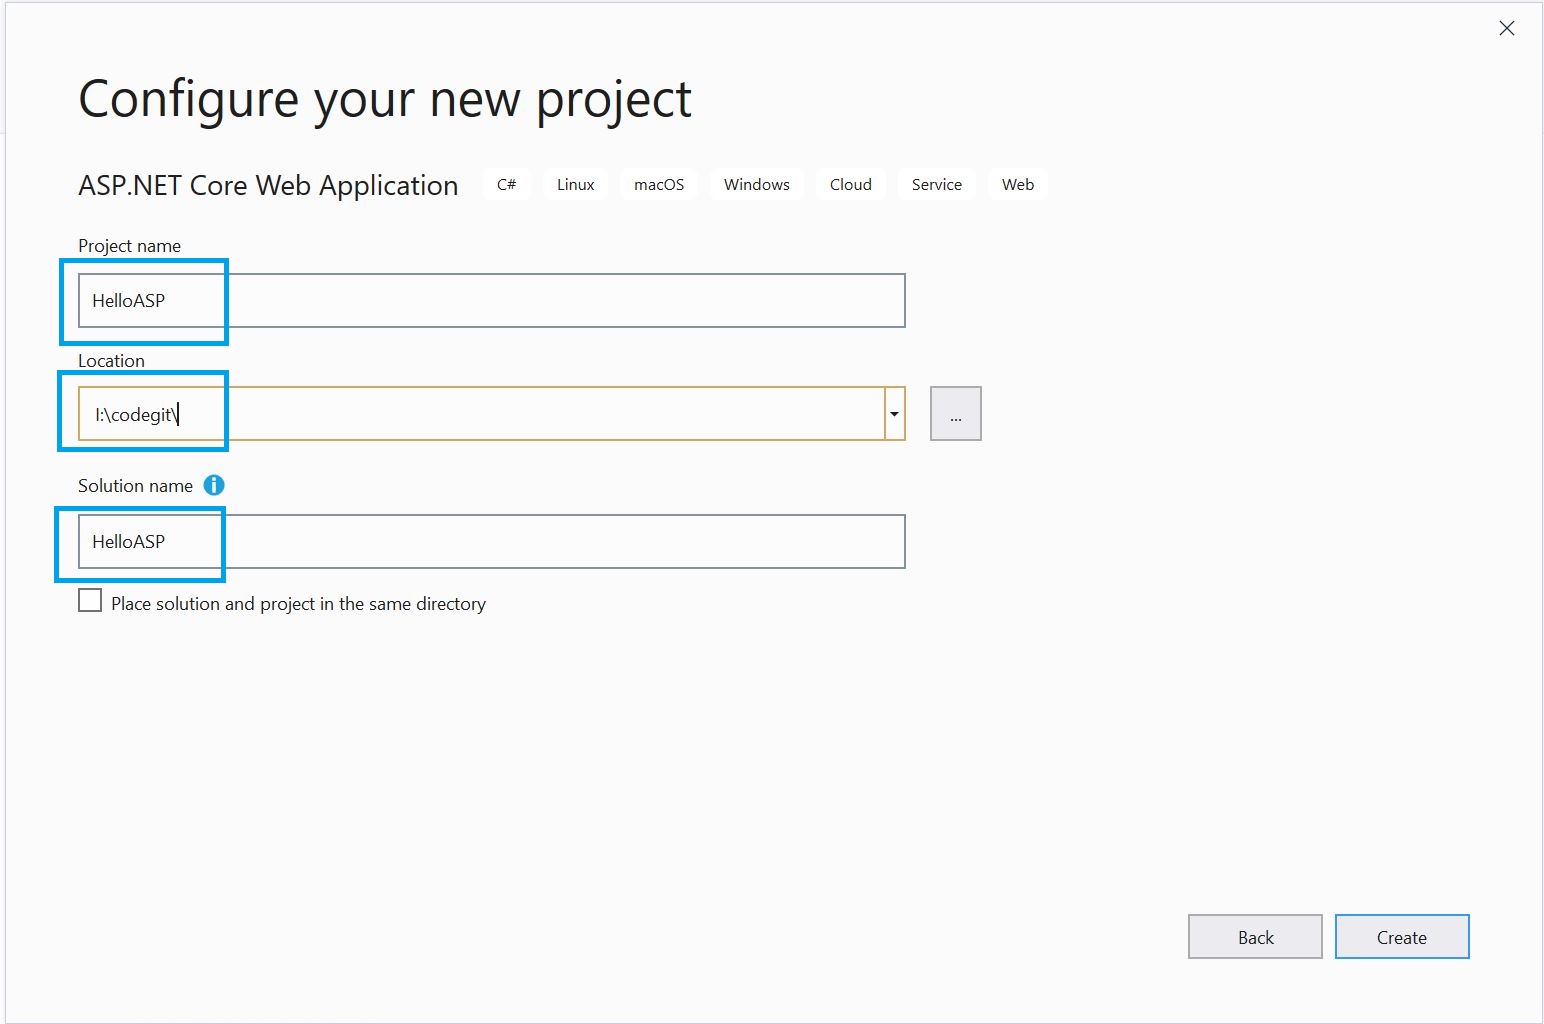 Configure your new project
ASP.NET Core Web Application C# Linux macOS Windows Cloud Service Web
Project name
HelloASP
Location
I:\codegit\
...
Solution name
HelloASP
Place solution and project in the same directory
Back Create